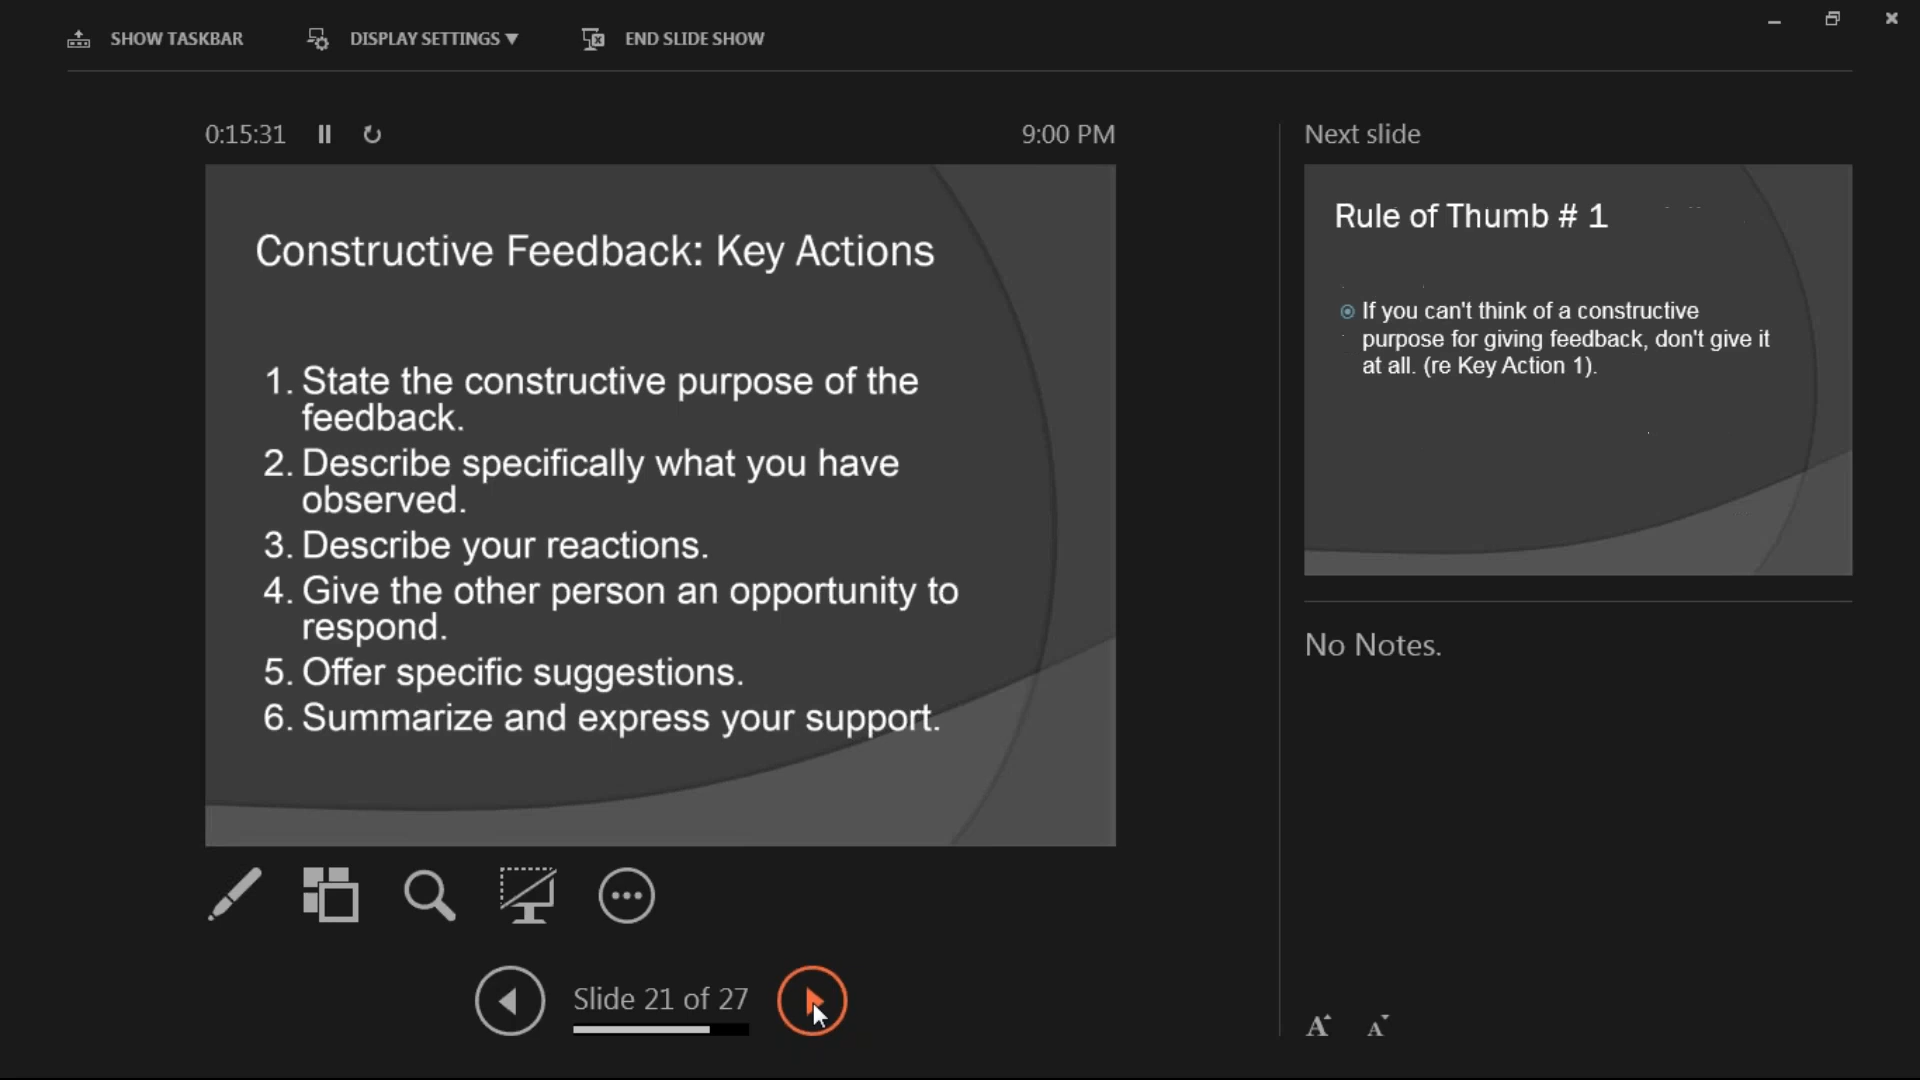 SHOW TASKBAR
DISPLAY SETTINGS ▼
END SLIDE SHOW
0:15:31
9:00 PM
Constructive Feedback: Key Actions
1. State the constructive purpose of the
feedback.
2. Describe specifically what you have
observed.
3. Describe your reactions.
4. Give the other person an opportunity to
respond.
5. Offer specific suggestions.
6. Summarize and express your support.
Slide 21 of 27
Next slide
Rule of Thumb # 1
If you can't think of a constructive
purpose for giving feedback, don't give it
at all. (re Key Action 1).
No Notes.
A
A